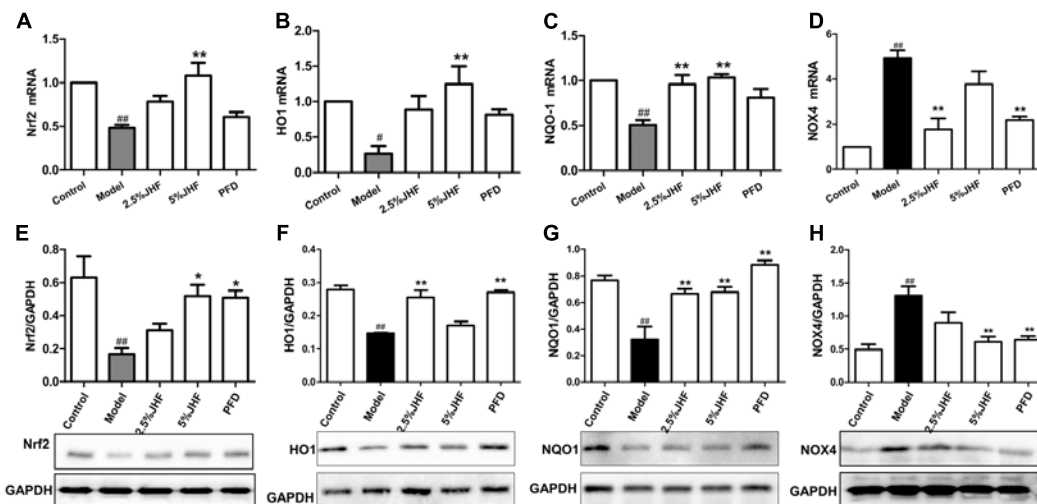 A
Nrf2 mRNA
1.5
1.0
0.5
0.0
**
##
Control
Model
2.5%JHF
5%JHF
PFD
B
HO1 mRNA
2.0
1.5
1.0
0.5
0.0
**
#
Control
Model
2.5%JHF
5%JHF
PFD
C
NQO-1 mRNA
1.5
1.0
0.5
0.0
**
**
##
Control
Model
2.5%JHF
5%JHF
PFD
D
NOX4 mRNA
6
4
2
0
##
**
**
Control
Model
2.5%JHF
5%JHF
PFD
E
Nrf2/GAPDH
0.8
0.6
0.4
0.2
0.0
*
*
##
Control
Model
2.5%JHF
5%JHF
PFD
Nrf2
GAPDH
F
HO1/GAPDH
0.4
0.3
0.2
0.1
0.0
**
**
##
Control
Model
2.5%JHF
5%JHF
PFD
HO1
GAPDH
G
NQO1/GAPDH
1.0
0.8
0.6
0.4
0.2
0.0
**
**
**
##
Control
Model
2.5%JHF
5%JHF
PFD
NQO1
GAPDH
H
NOX4/GAPDH
2.0
1.5
1.0
0.5
0.0
##
**
**
Control
Model
2.5%JHF
5%JHF
PFD
NOX4
GAPDH